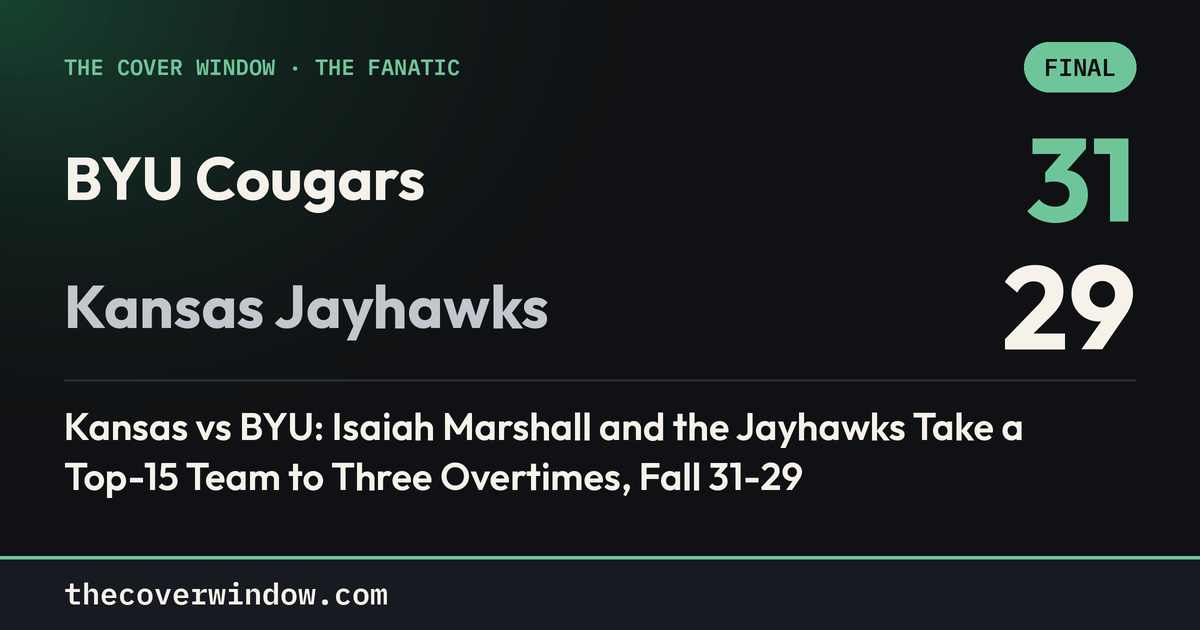 THE COVER WINDOW · THE FANATIC
FINAL
BYU Cougars
31
Kansas Jayhawks
29
Kansas vs BYU: Isaiah Marshall and the Jayhawks Take a
Top-15 Team to Three Overtimes, Fall 31-29
thecoverwindow.com